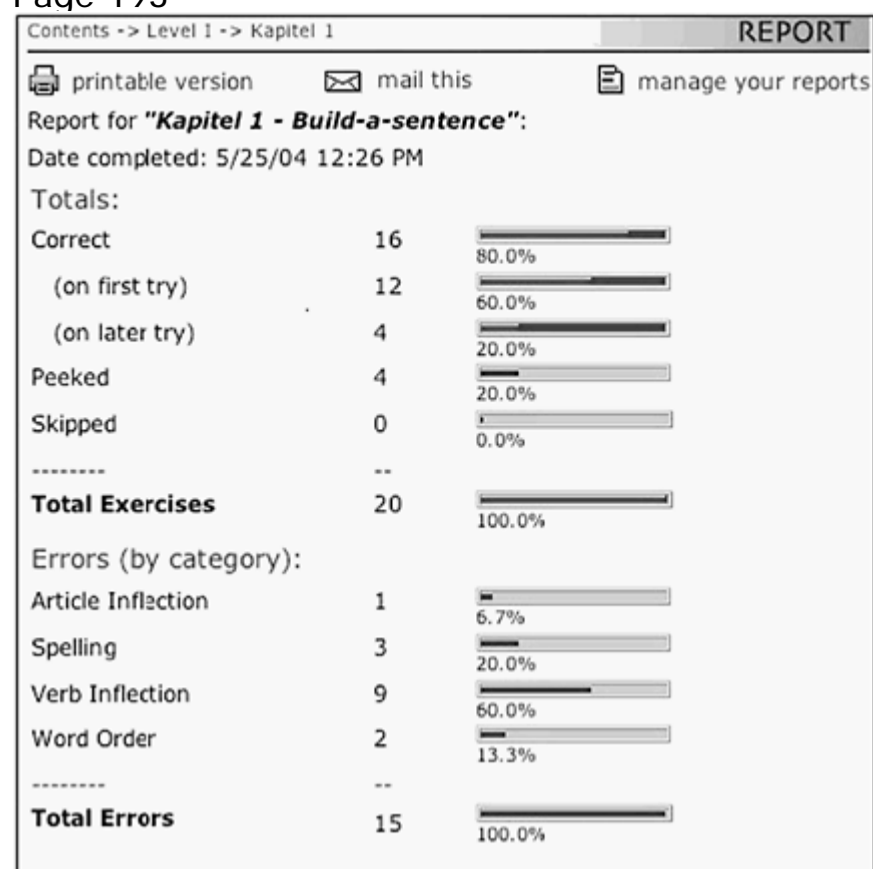 Page 193
Contents -> Level I -> Kapitel 1 REPORT
printable version mail this manage your reports
Report for "Kapitel 1 - Build-a-sentence":
Date completed: 5/25/04 12:26 PM
Totals:
Correct 16 80.0%
(on first try) 12 60.0%
(on later try) 4 20.0%
Peeked 4 20.0%
Skipped 0 0.0%
-------- --
Total Exercises 20 100.0%
Errors (by category):
Article Inflection 1 6.7%
Spelling 3 20.0%
Verb Inflection 9 60.0%
Word Order 2 13.3%
-------- --
Total Errors 15 100.0%